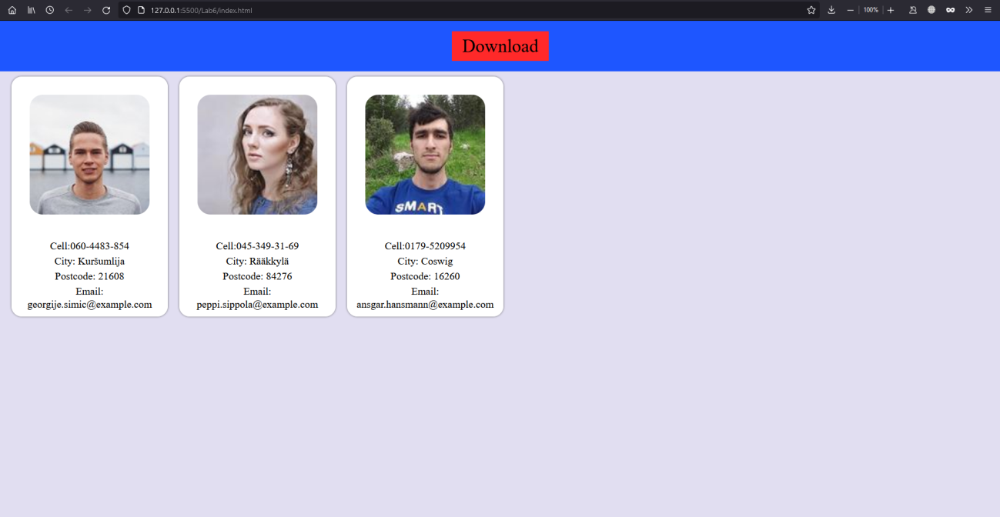 127.0.0.1:5500/Lab6/index.html
100%
Download
SMART
Cell:060-4483-854
City: Kuršumlija
Postcode: 21608
Email:
georgije.simic@example.com
Cell:045-349-31-69
City: Rääkkylä
Postcode: 84276
Email:
peppi.sippola@example.com
Cell:0179-5209954
City: Coswig
Postcode: 16260
Email:
ansgar.hansmann@example.com